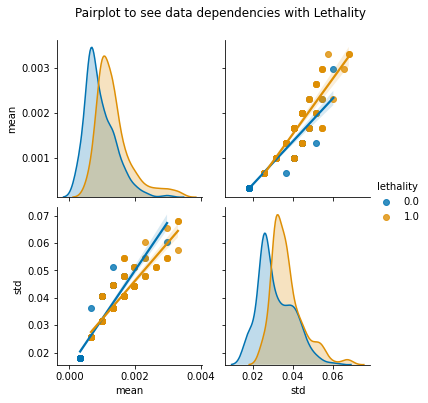 Pairplot to see data dependencies with Lethality
0.003
0.002
0.001
mean
lethality
0.0
1.0
0.07
0.06
0.05
0.04
0.03
0.02
std
0.000 0.002 0.004
mean
0.02 0.04 0.06
std